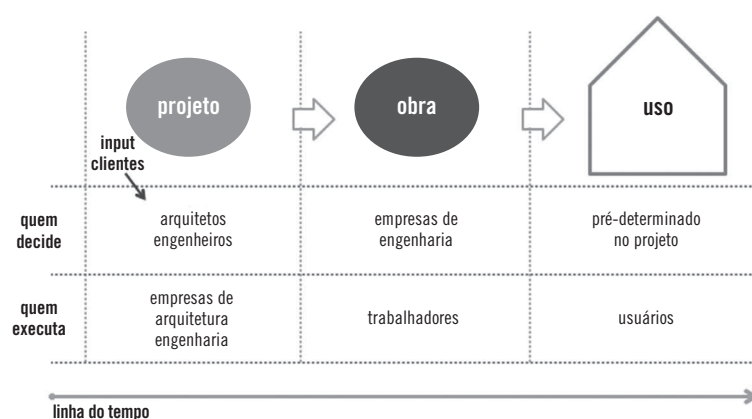 projeto
obra
uso
input
clientes
quem
decide
arquitetos
engenheiros
empresas de
engenharia
pré-determinado
no projeto
quem
executa
empresas de
arquitetura
engenharia
trabalhadores
usuários
linha do tempo